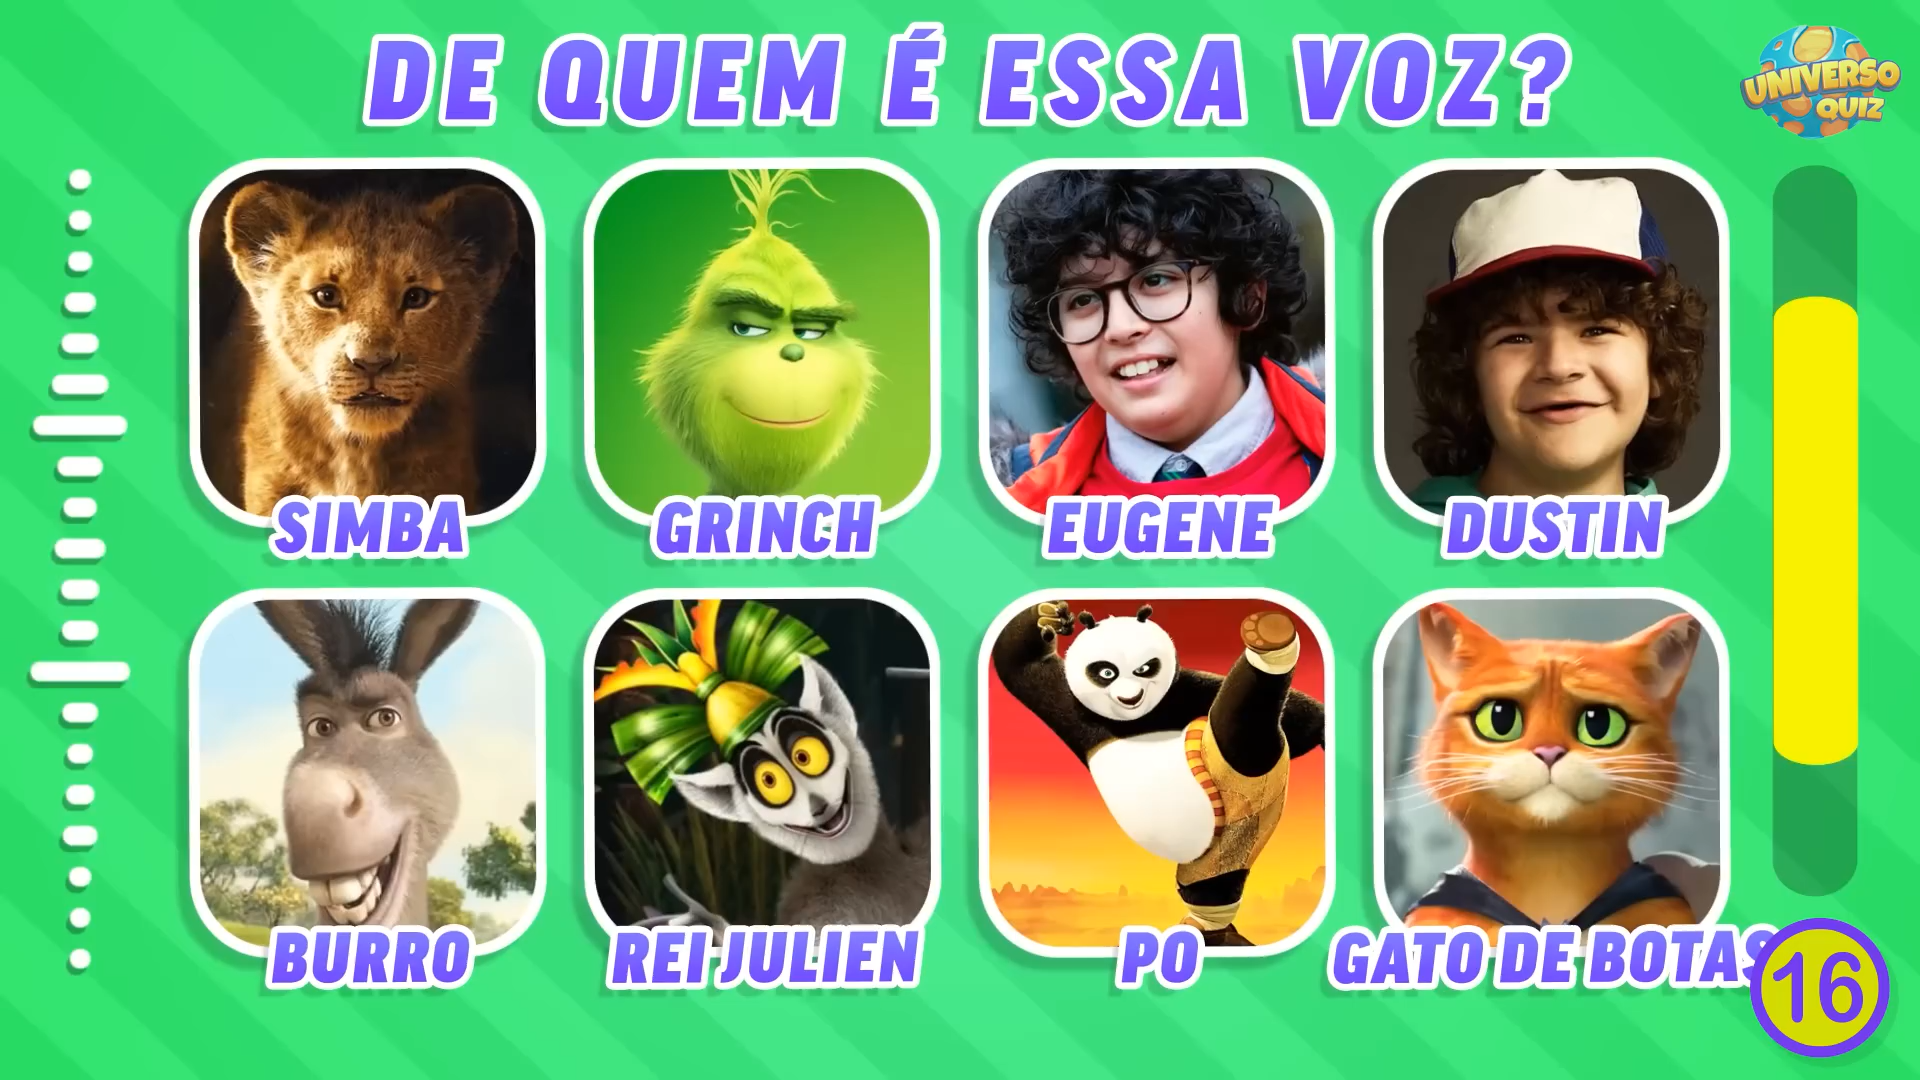 DE QUEM É ESSA VOZ?
UNIVERSO
QUIZ
SIMBA
GRINCH
EUGENE
DUSTIN
BURRO
REI JULIEN
PO
GATO DE BOTAS
16